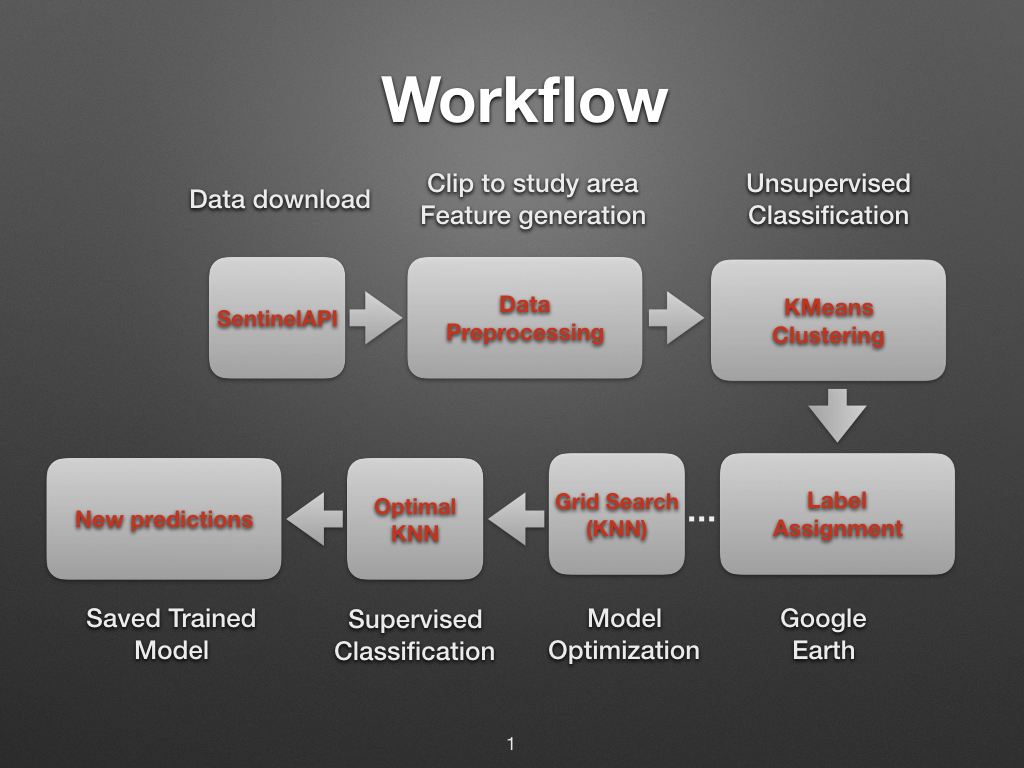 Workflow
Data download
Clip to study area
Feature generation
Unsupervised
Classification
SentinelAPI
Data
Preprocessing
KMeans
Clustering
New predictions
Optimal
KNN
Grid Search
(KNN)
...
Label
Assignment
Saved Trained
Model
Supervised
Classification
Model
Optimization
Google
Earth
1